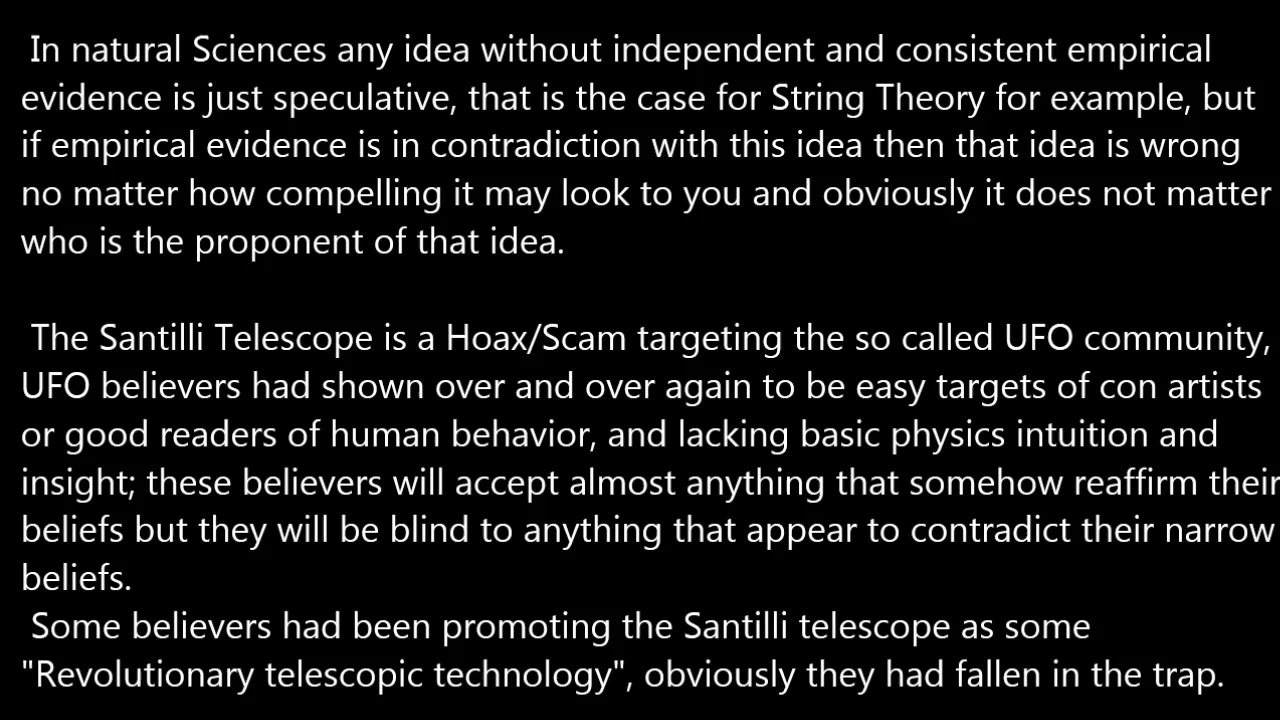 In natural Sciences any idea without independent and consistent empirical
evidence is just speculative, that is the case for String Theory for example, but
if empirical evidence is in contradiction with this idea then that idea is wrong
no matter how compelling it may look to you and obviously it does not matter
who is the proponent of that idea.
The Santilli Telescope is a Hoax/Scam targeting the so called UFO community,
UFO believers had shown over and over again to be easy targets of con artists
or good readers of human behavior, and lacking basic physics intuition and
insight; these believers will accept almost anything that somehow reaffirm their
beliefs but they will be blind to anything that appear to contradict their narrow
beliefs.
Some believers had been promoting the Santilli telescope as some
"Revolutionary telescopic technology", obviously they had fallen in the trap.